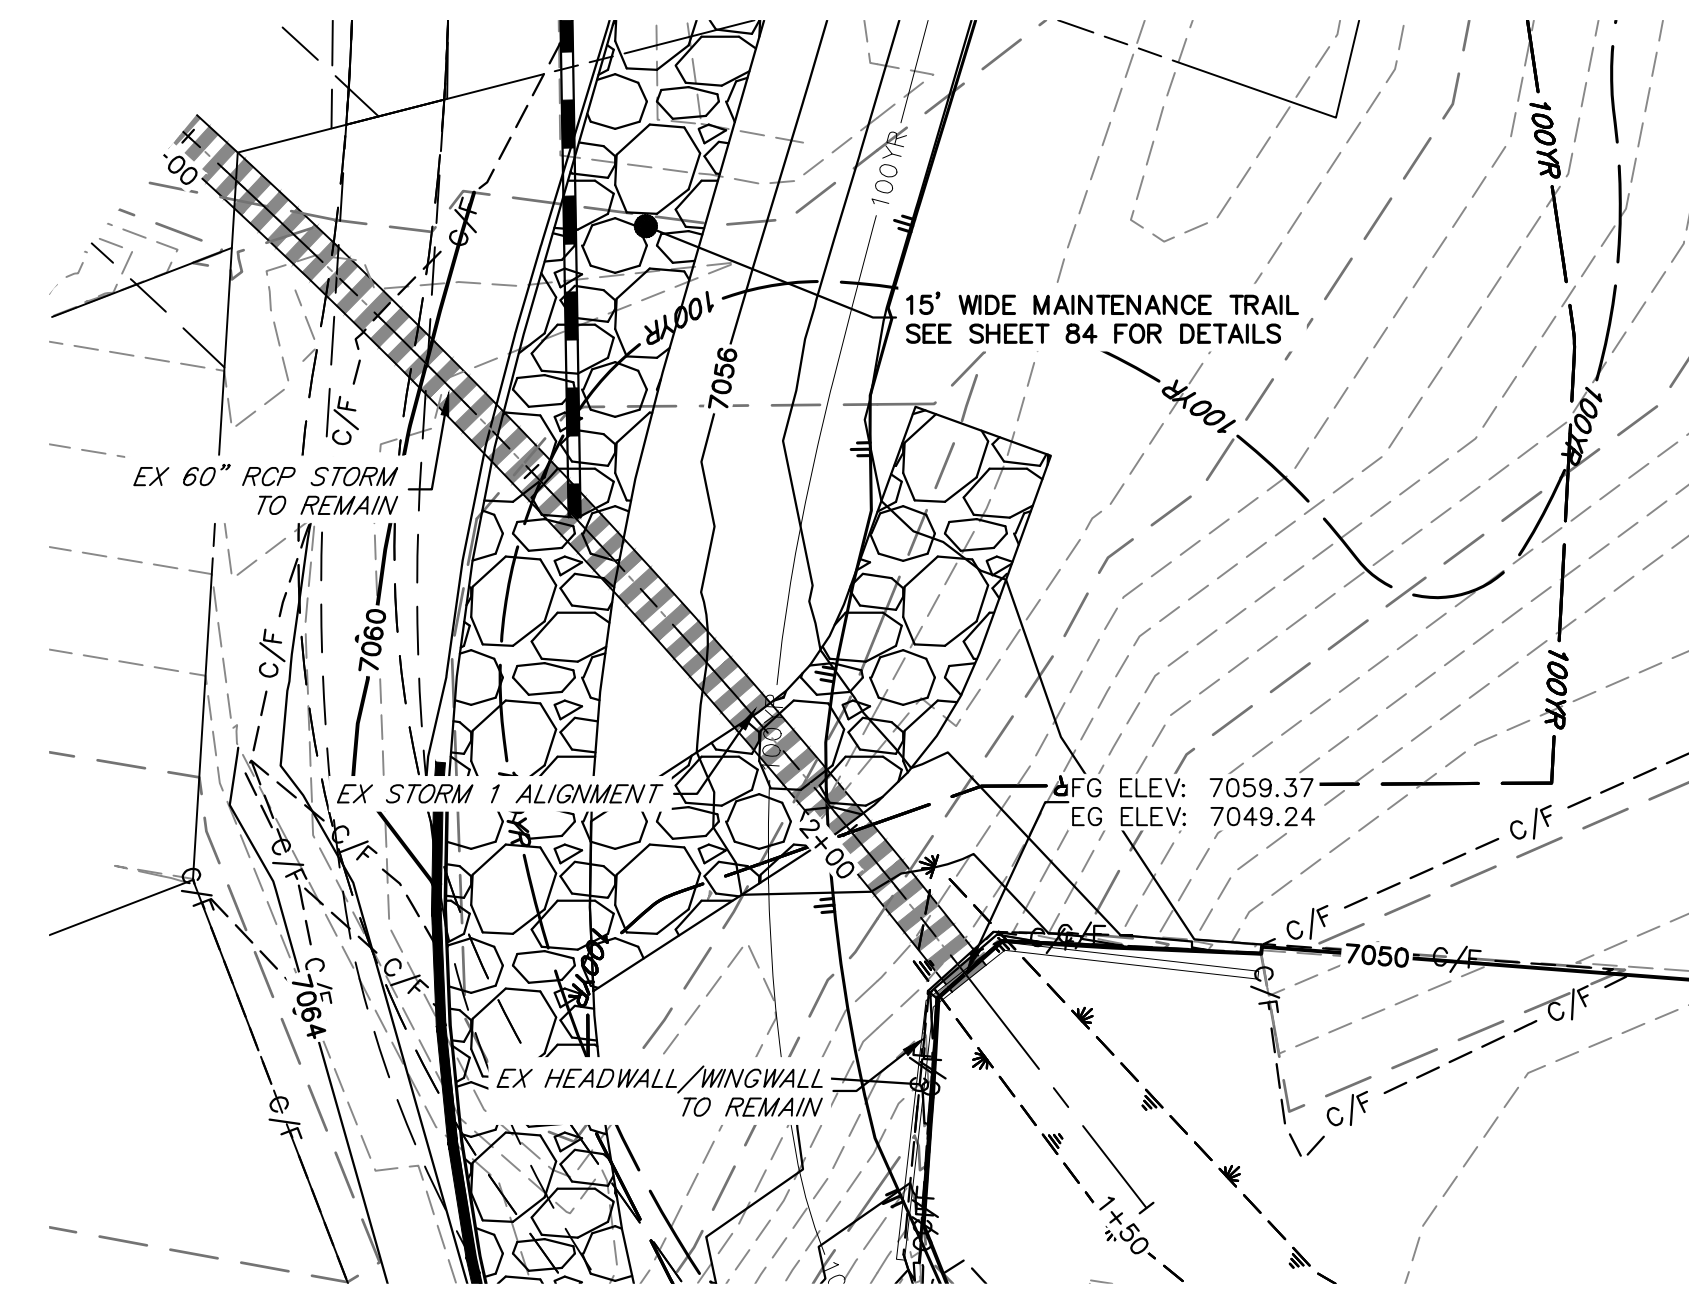 100YR
100YR
-00
C/F
15' WIDE MAINTENANCE TRAIL
SEE SHEET 84 FOR DETAILS
100YR
7056
100YR
100YR
C/F
EX 60" RCP STORM
TO REMAIN
7060
C/F
100YR
EX STORM 1 ALIGNMENT
FG ELEV: 7059.37
EG ELEV: 7049.24
C/F
C/F
C/F
2+00
C/F
C/F
C/F
C/F
7050
C/F
C/F
C/F
C/F
7064
100YR
C/F
EX HEADWALL/WINGWALL
TO REMAIN
C/F
C/F
1+50